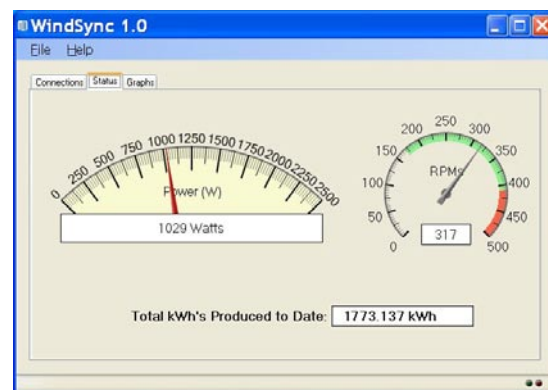 WindSync 1.0
File Help
Connections Status Graphs
0 250 500 750 1000 1250 1500 1750 2000 2250 2500
Power (W)
1029 Watts
0 50 100 150 200 250 300 350 400 450 500
RPMs
317
Total kWh's Produced to Date: 1773.137 kWh